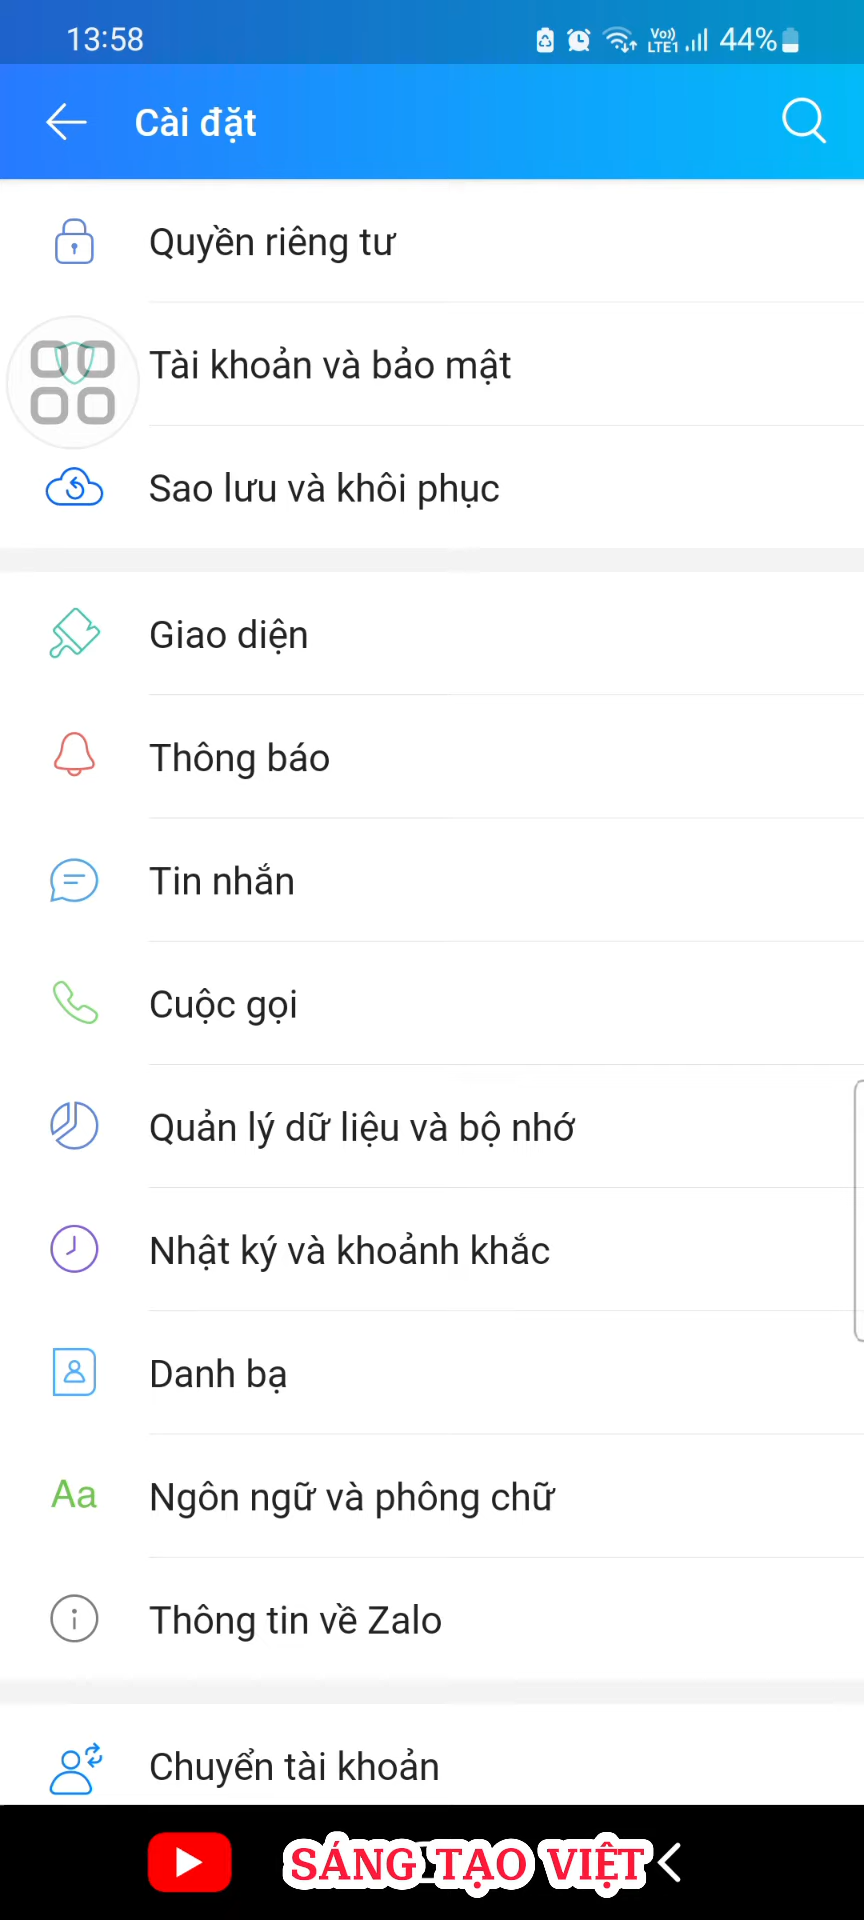 13:58
Vo)) LTE1
44%
Cài đặt
Quyền riêng tư
Tài khoản và bảo mật
Sao lưu và khôi phục
Giao diện
Thông báo
Tin nhắn
Cuộc gọi
Quản lý dữ liệu và bộ nhớ
Nhật ký và khoảnh khắc
Danh bạ
Aa
Ngôn ngữ và phông chữ
Thông tin về Zalo
Chuyển tài khoản
SÁNG TẠO VIỆT